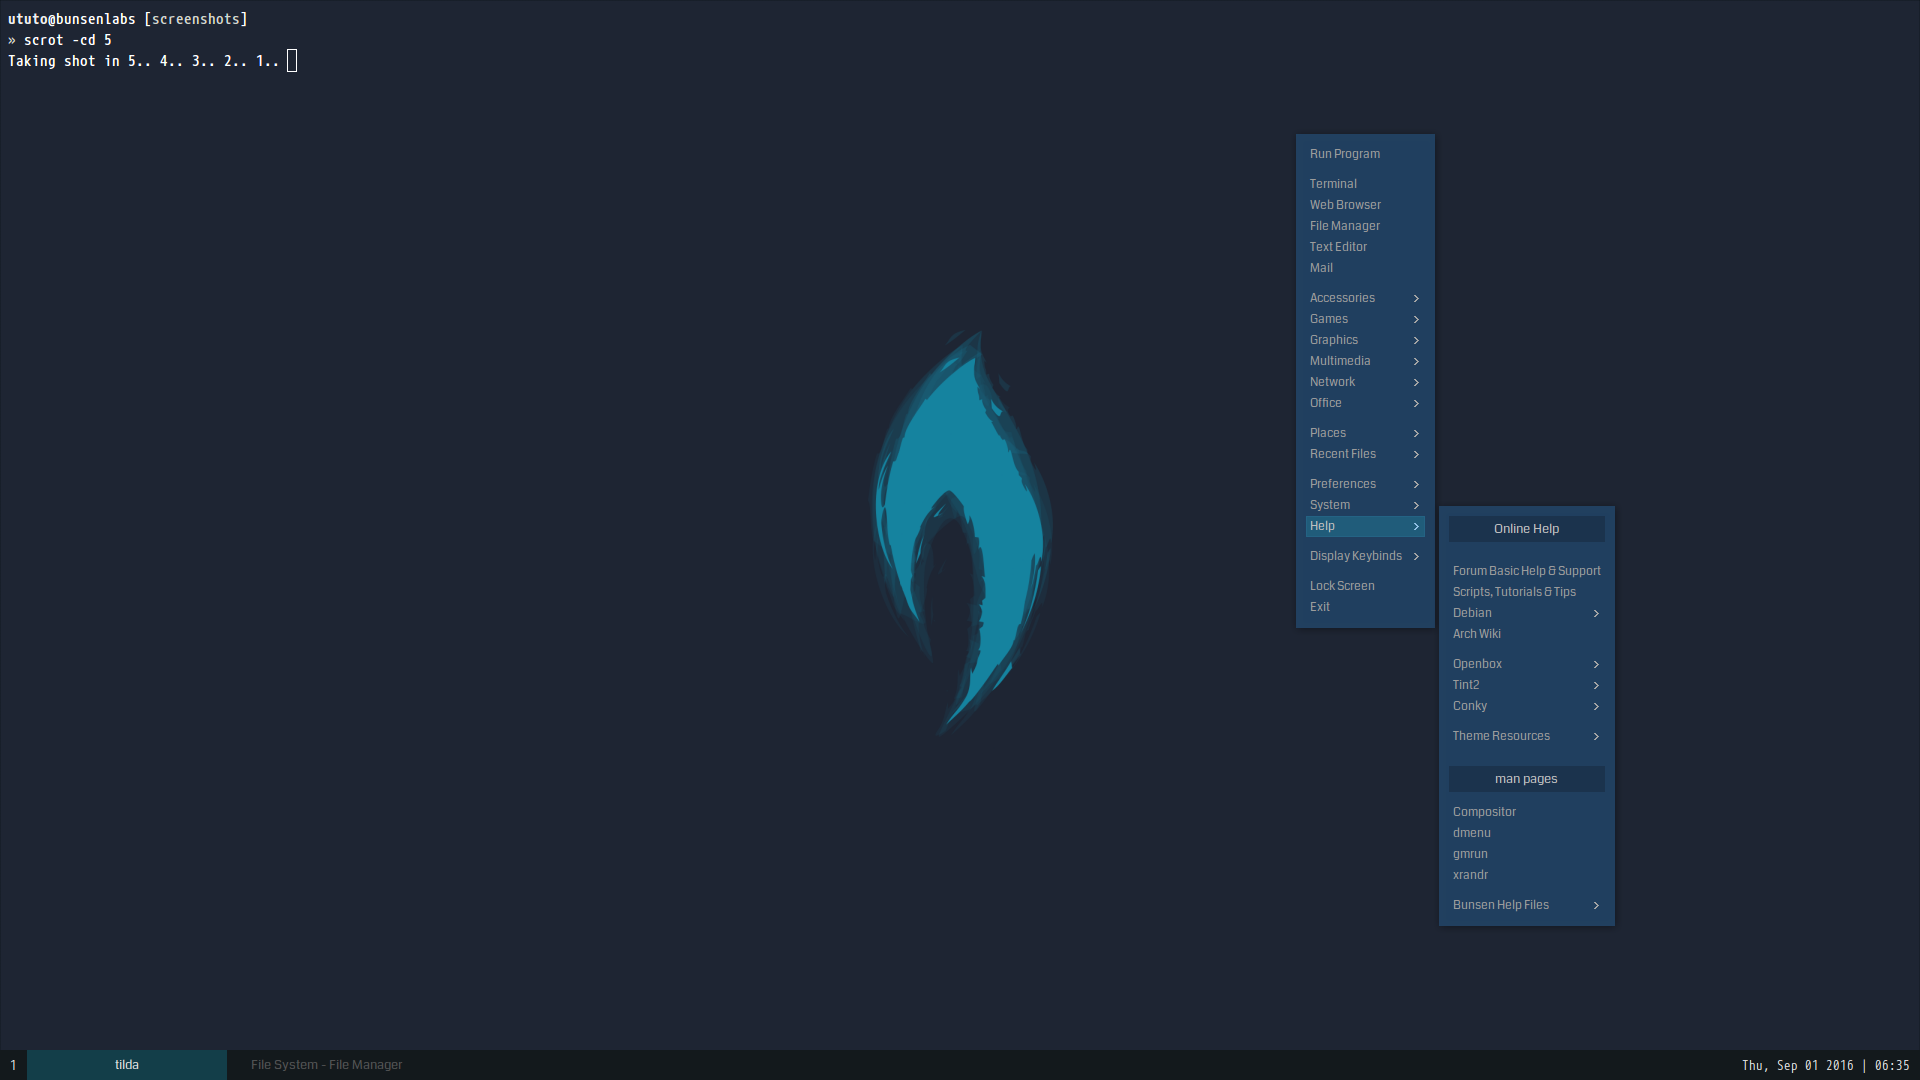 ututo@bunsenlabs [screenshots]
» scrot -cd 5
Taking shot in 5.. 4.. 3.. 2.. 1..
Run Program
Terminal
Web Browser
File Manager
Text Editor
Mail
Accessories
Games
Graphics
Multimedia
Network
Office
Places
Recent Files
Preferences
System
Help
Display Keybinds
Lock Screen
Exit
Online Help
Forum Basic Help & Support
Scripts, Tutorials & Tips
Debian
Arch Wiki
Openbox
Tint2
Conky
Theme Resources
man pages
Compositor
dmenu
gmrun
xrandr
Bunsen Help Files
1 tilda File System - File Manager Thu, Sep 01 2016 | 06:35